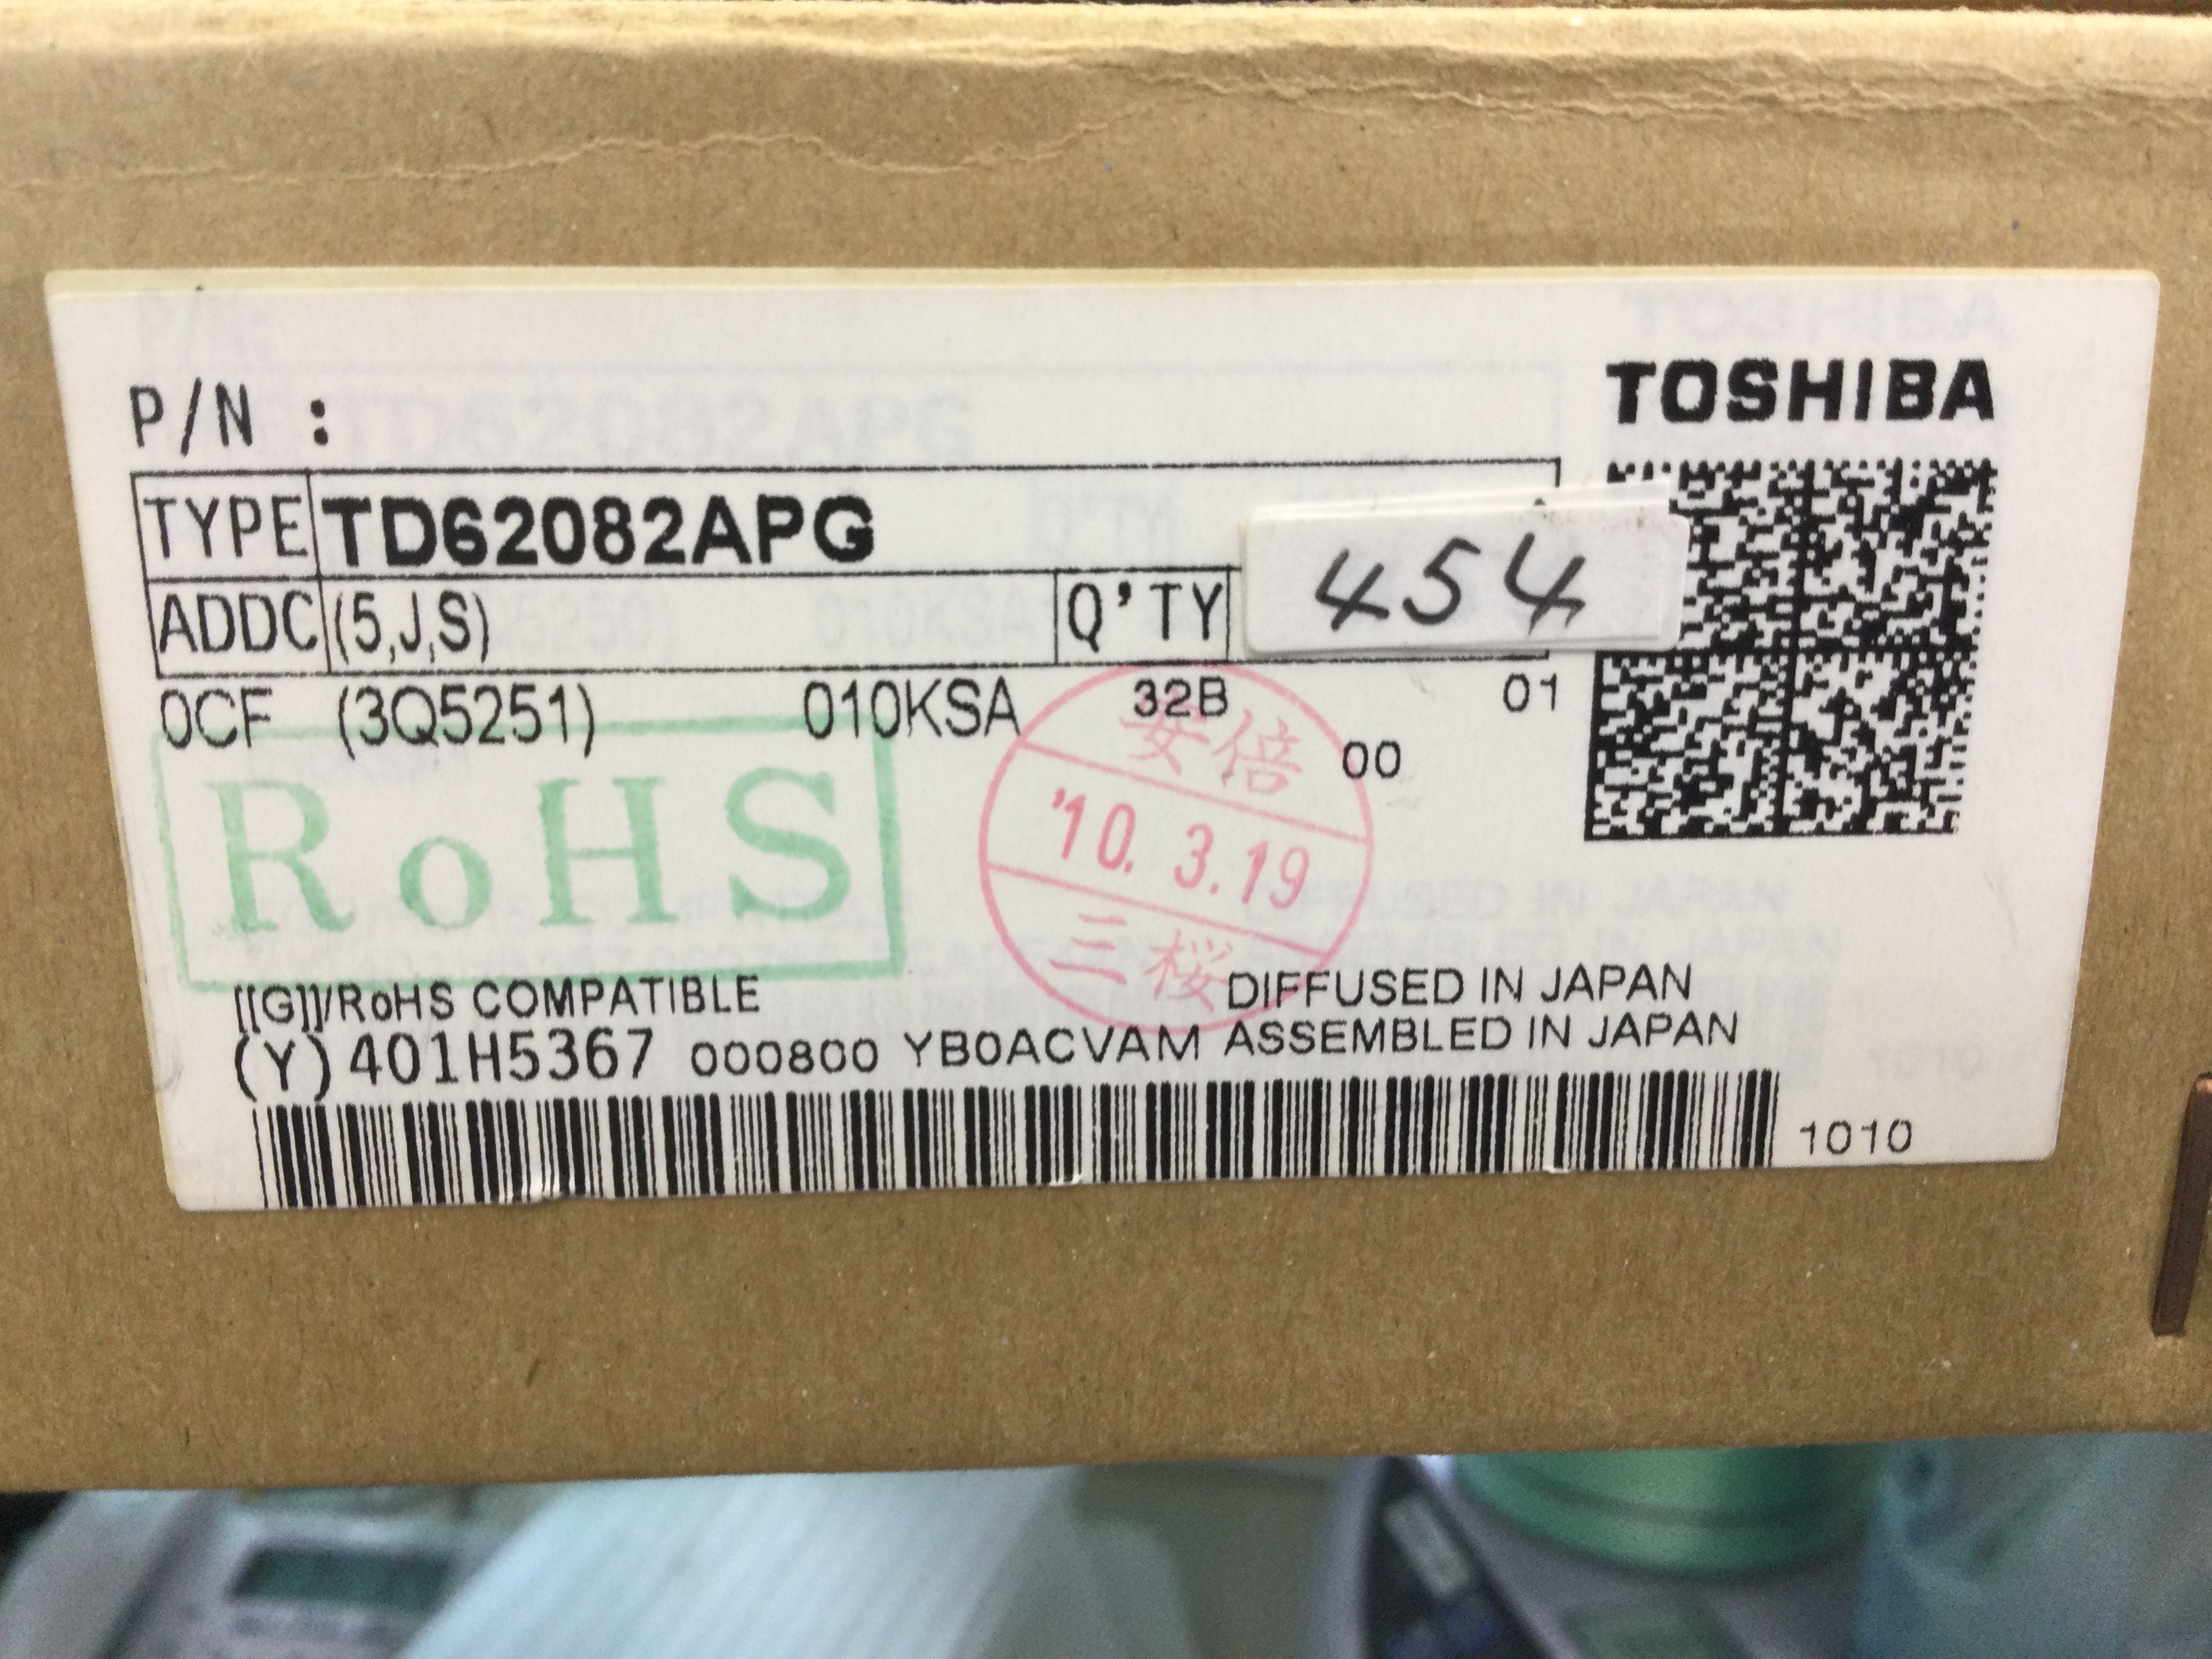 TOSHIBA
P/N :
TYPE TD62082APG
ADDC (5,J,S) Q'TY 454
0CF (3Q5251) 010KSA 32B 01
00
RoHS
安倍
'10. 3.19
三桜
[[G]]/RoHS COMPATIBLE DIFFUSED IN JAPAN
(Y)401H5367 000800 YB0ACVAM ASSEMBLED IN JAPAN
1010